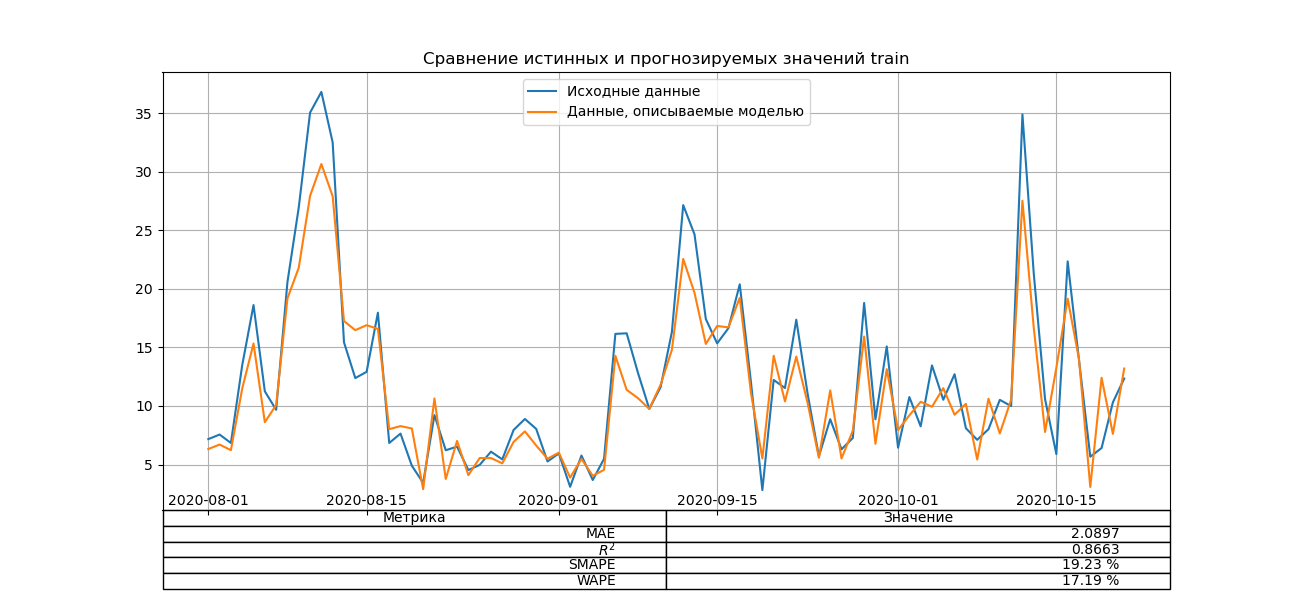 Сравнение истинных и прогнозируемых значений train
Исходные данные
Данные, описываемые моделью
35
30
25
20
15
10
5
2020-08-01 2020-08-15 2020-09-01 2020-09-15 2020-10-01 2020-10-15
Метрика Значение
MAE 2.0897
R² 0.8663
SMAPE 19.23 %
WAPE 17.19 %